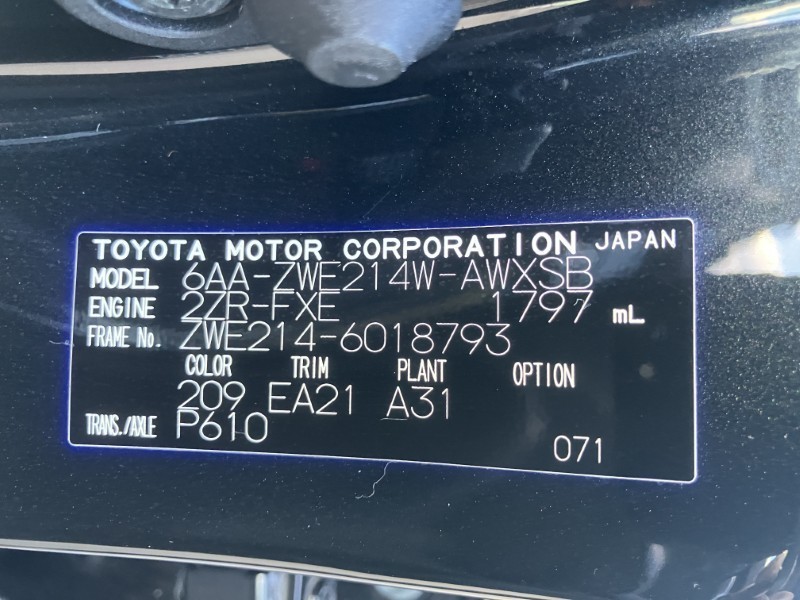 TOYOTA MOTOR CORPORATION JAPAN
MODEL 6AA-ZWE214W-AWXSB
ENGINE 2ZR-FXE 1797 mL
FRAME No. ZWE214-6018793
COLOR TRIM PLANT OPTION
209 EA21 A31
TRANS./AXLE P610
071